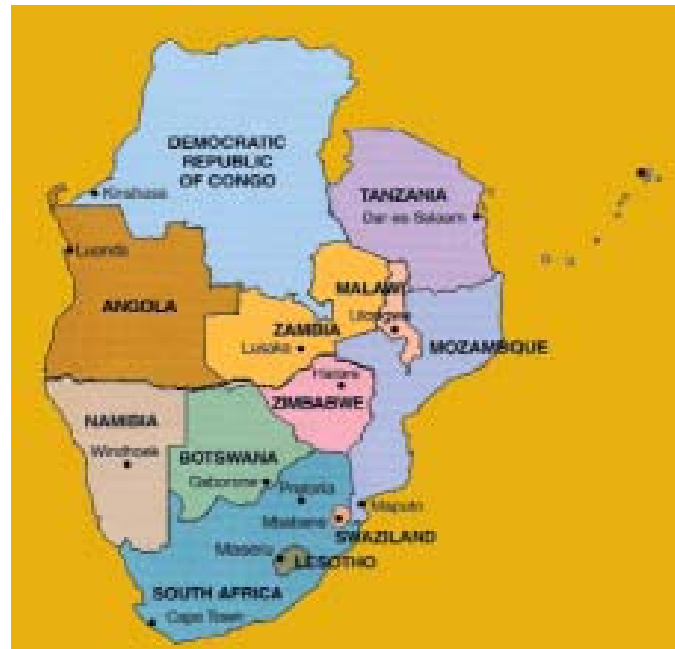 DEMOCRATIC
REPUBLIC
OF CONGO
Kinshasa
TANZANIA
Dar es Salaam
Luanda
ANGOLA
MALAWI
Lilongwe
ZAMBIA
Lusaka
MOZAMBIQUE
Harare
ZIMBABWE
NAMIBIA
Windhoek
BOTSWANA
Gaborone
Pretoria
Maputo
Mbabane
SWAZILAND
Maseru
LESOTHO
SOUTH AFRICA
Cape Town